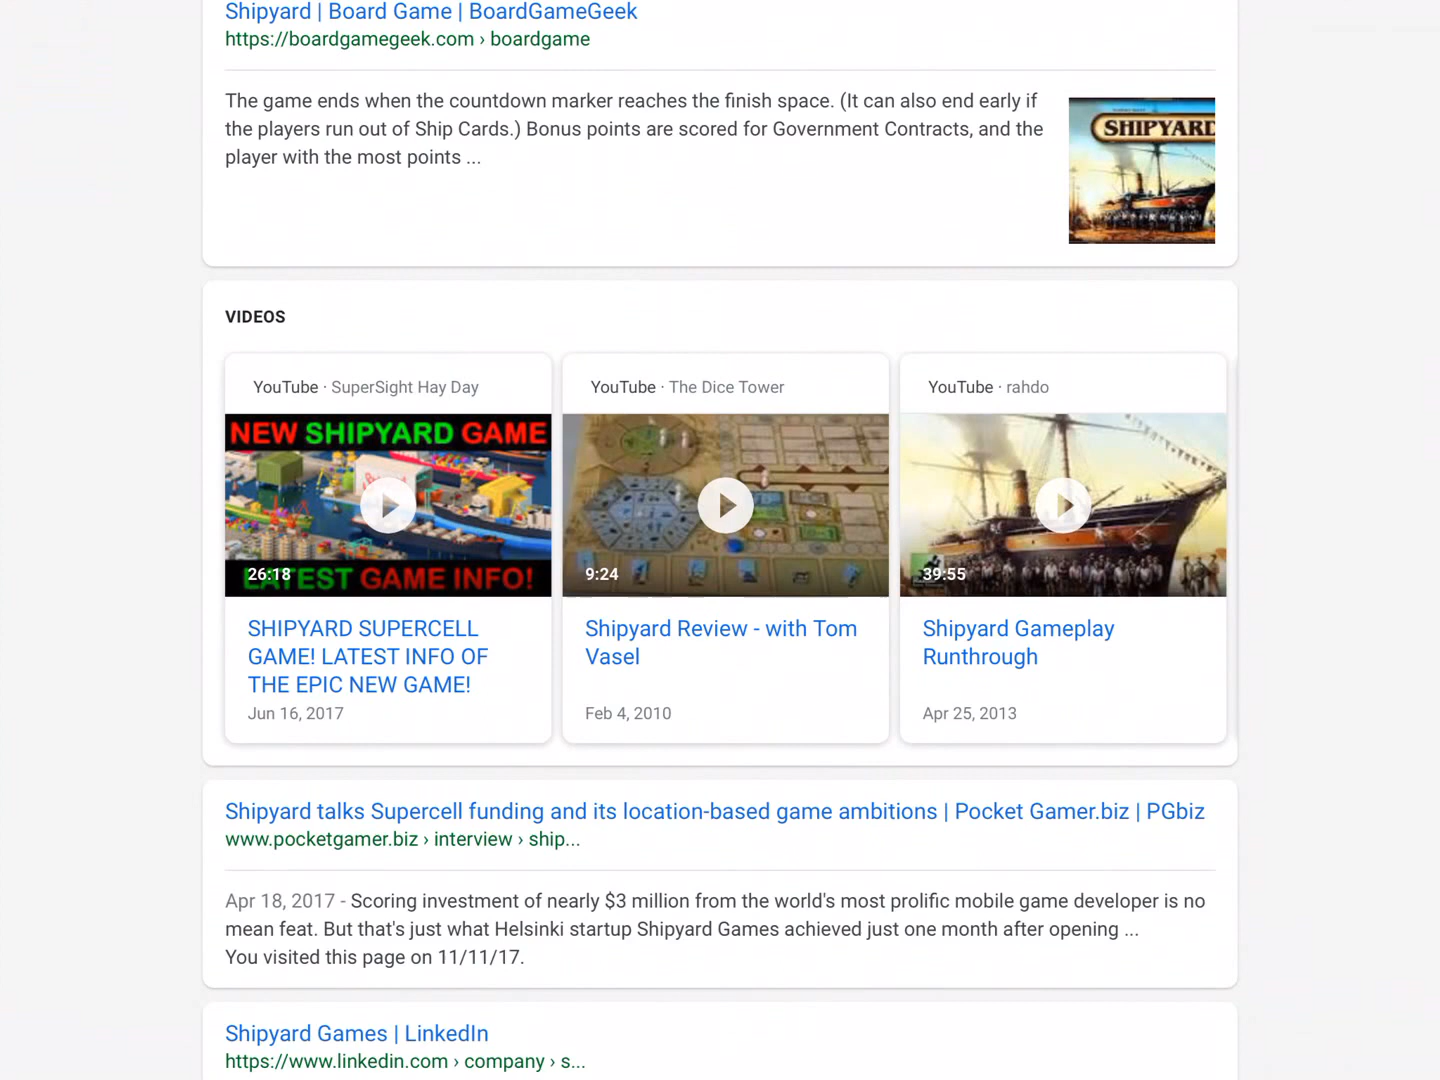 Shipyard | Board Game | BoardGameGeek
https://boardgamegeek.com › boardgame
The game ends when the countdown marker reaches the finish space. (It can also end early if
the players run out of Ship Cards.) Bonus points are scored for Government Contracts, and the
player with the most points ...
SHIPYARD
VIDEOS
YouTube · SuperSight Hay Day
NEW SHIPYARD GAME
26:18
LATEST GAME INFO!
SHIPYARD SUPERCELL
GAME! LATEST INFO OF
THE EPIC NEW GAME!
Jun 16, 2017
YouTube · The Dice Tower
9:24
Shipyard Review - with Tom
Vasel
Feb 4, 2010
YouTube · rahdo
39:55
Shipyard Gameplay
Runthrough
Apr 25, 2013
Shipyard talks Supercell funding and its location-based game ambitions | Pocket Gamer.biz | PGbiz
www.pocketgamer.biz › interview › ship...
Apr 18, 2017 - Scoring investment of nearly $3 million from the world's most prolific mobile game developer is no
mean feat. But that's just what Helsinki startup Shipyard Games achieved just one month after opening ...
You visited this page on 11/11/17.
Shipyard Games | LinkedIn
https://www.linkedin.com › company › s...